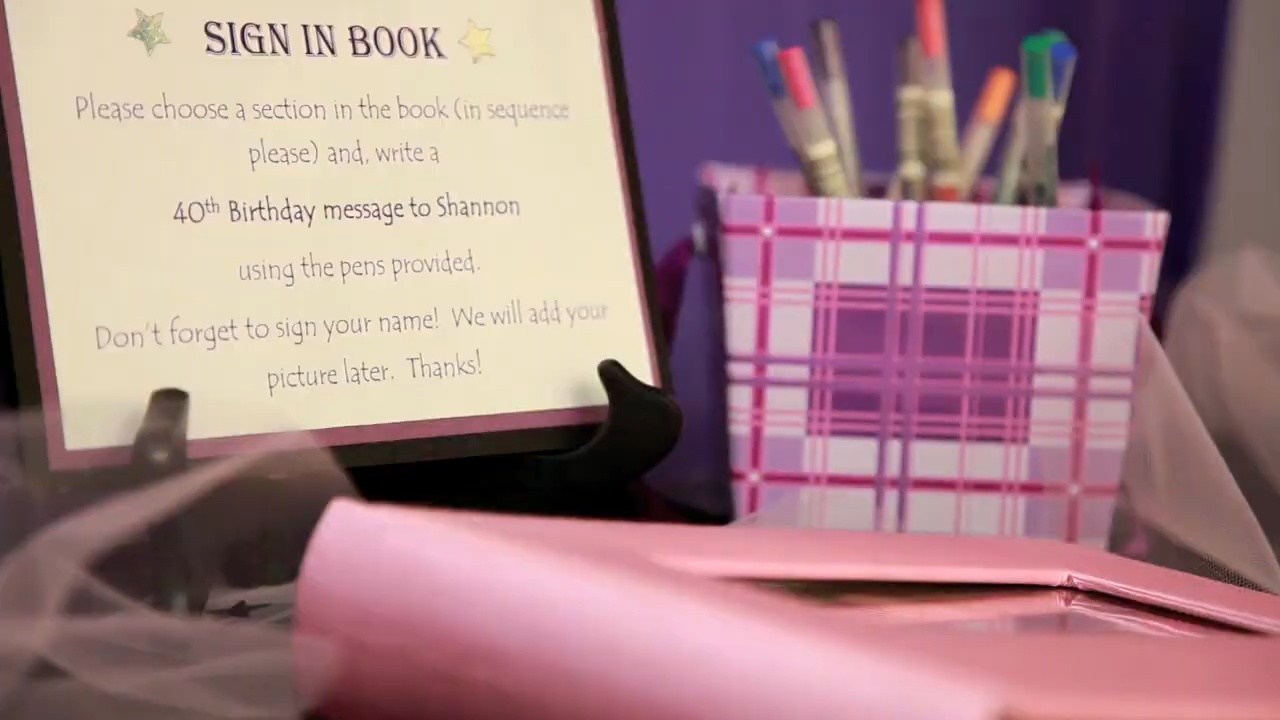 SIGN IN BOOK
Please choose a section in the book (in sequence
please) and, write a
40th Birthday message to Shannon
using the pens provided.
Don't forget to sign your name! We will add your
picture later. Thanks!